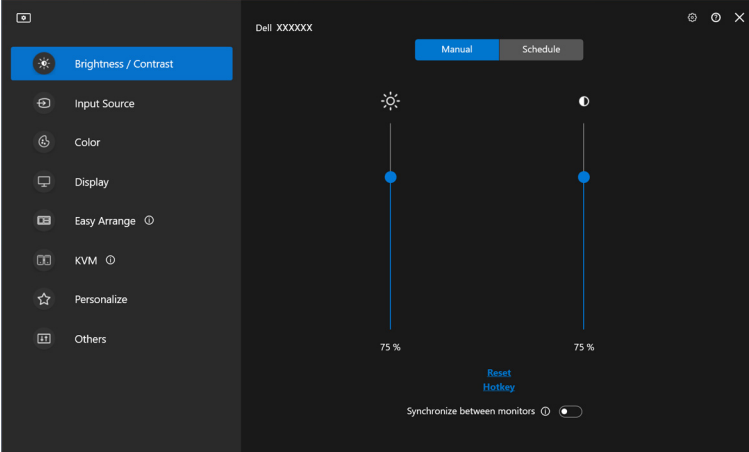 Dell XXXXXX
Manual
Schedule
Brightness / Contrast
Input Source
Color
Display
Easy Arrange
KVM
Personalize
Others
75 %
75 %
Reset
Hotkey
Synchronize between monitors